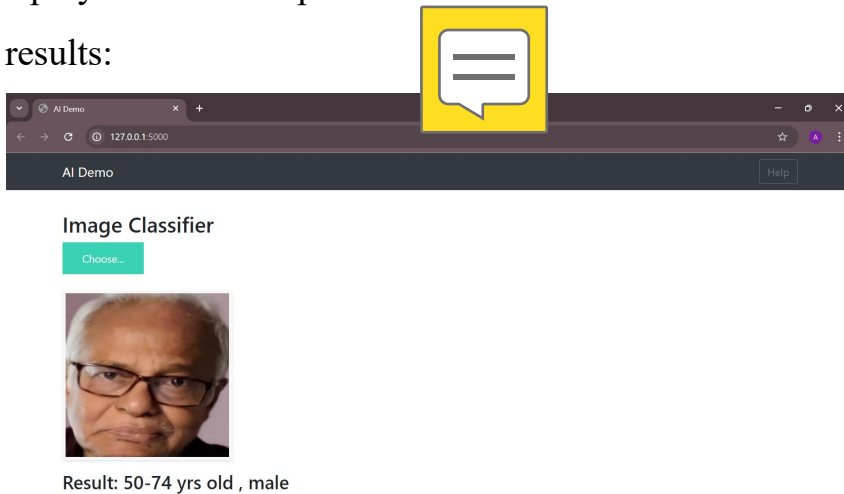 results:
AI Demo
127.0.0.1:5000
A
AI Demo
Help
Image Classifier
Choose...
Result: 50-74 yrs old , male